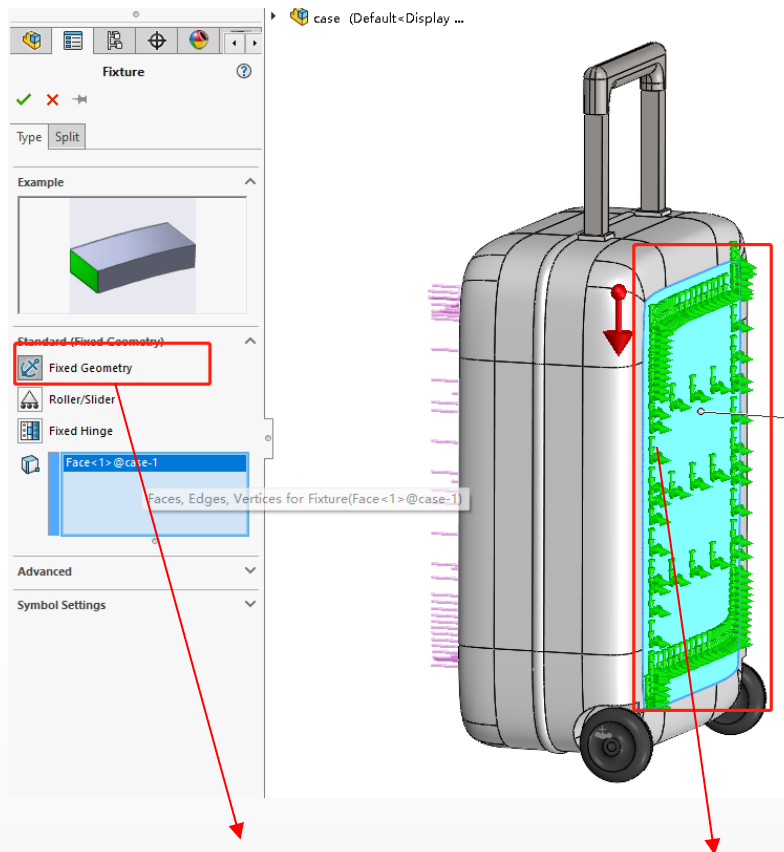 case (Default<Display ...
Fixture
Type Split
Example
Standard (Fixed Geometry)
Fixed Geometry
Roller/Slider
Fixed Hinge
Face<1>@case-1
Faces, Edges, Vertices for Fixture(Face<1>@case-1)
Advanced
Symbol Settings